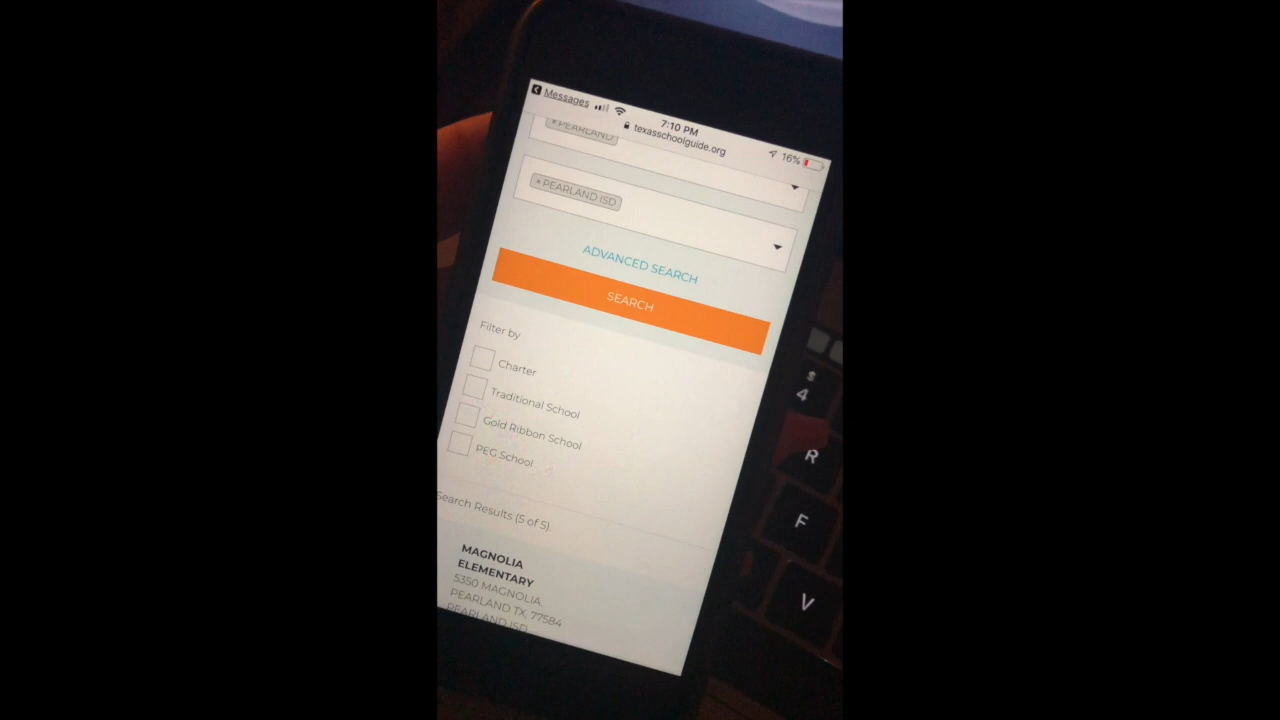 Messages
7:10 PM
16%
texasschoolguide.org
× PEARLAND
× PEARLAND ISD
ADVANCED SEARCH
SEARCH
Filter by
Charter
Traditional School
Gold Ribbon School
PEG School
Search Results (5 of 5)
MAGNOLIA
ELEMENTARY
5350 MAGNOLIA,
PEARLAND TX, 77584
PEARLAND ISD
$
4
R
F
V